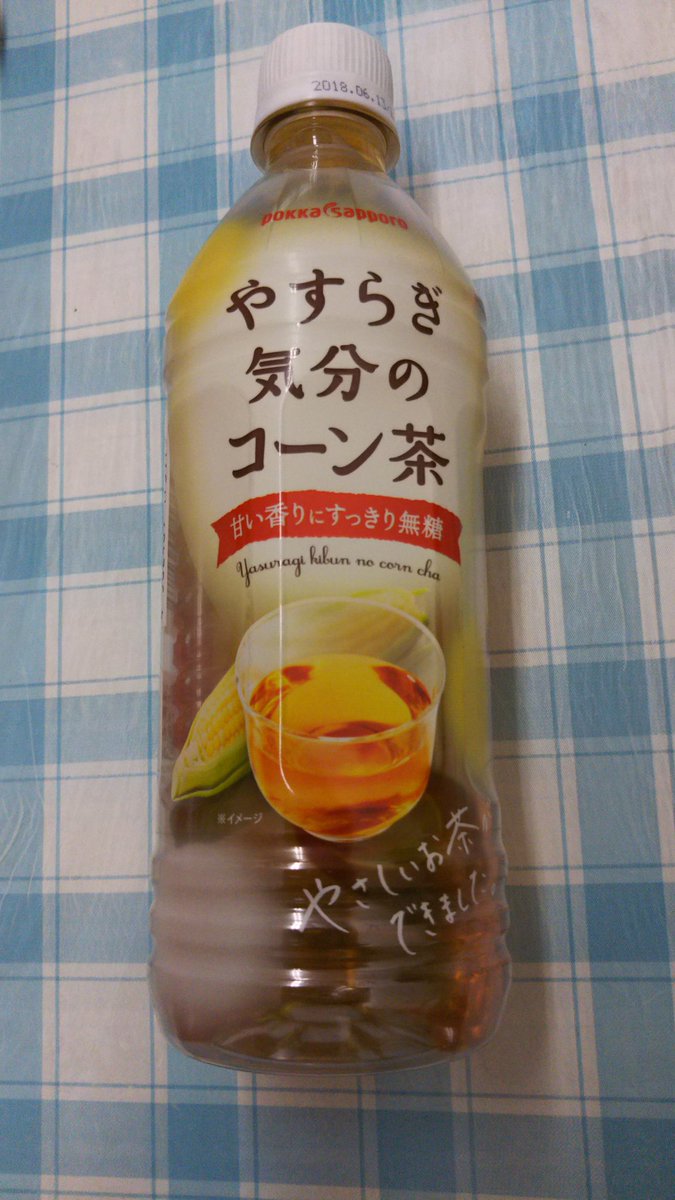 2018.06.13
POKKA sapporo
やすらぎ
気分の
コーン茶
甘い香りにすっきり無糖
Yasuragi kibun no corn cha
※イメージ
やさしいお茶
できました。